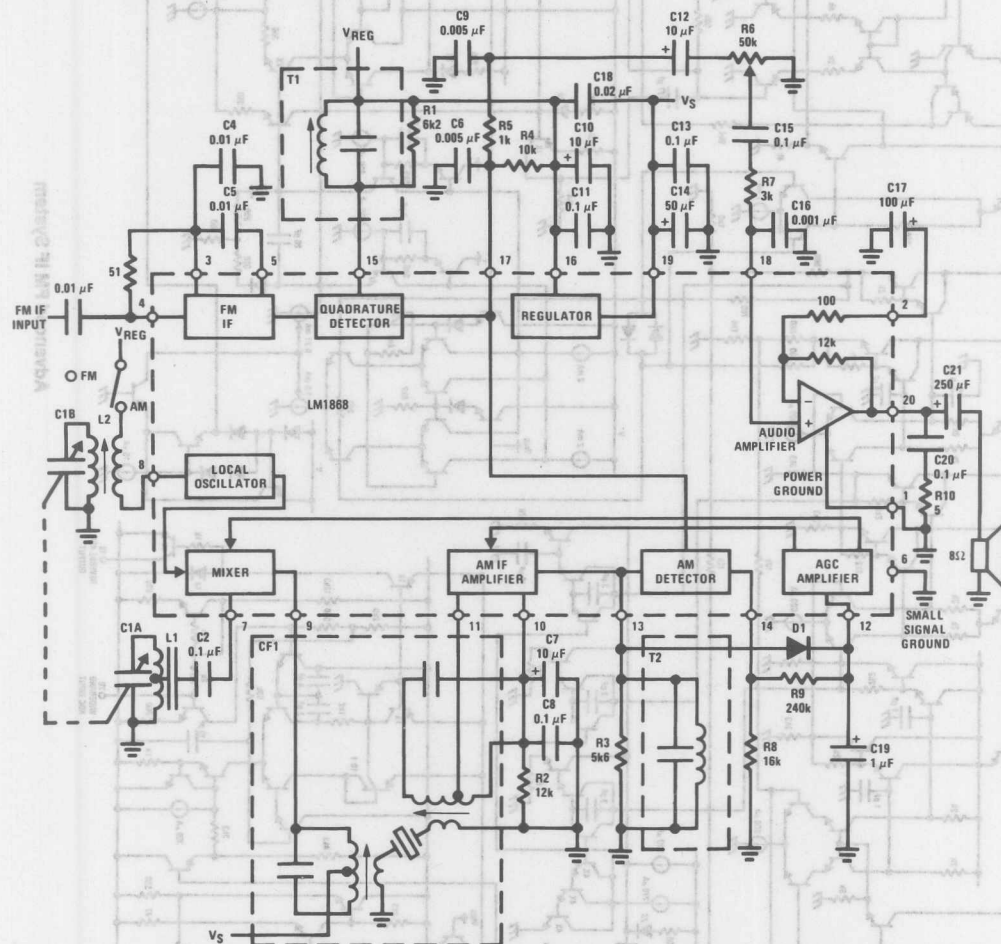 C9
0.005 μF
C12
10 μF
+
R6
50k
VREG
T1
C4
0.01 μF
C5
0.01 μF
R1
6k2
C6
0.005 μF
R5
1k
R4
10k
C18
0.02 μF
VS
C10
10 μF
+
C11
0.1 μF
C13
0.1 μF
C14
50 μF
+
C15
0.1 μF
R7
3k
C16
0.001 μF
C17
100 μF
+
51
0.01 μF
FM IF
INPUT
4
3
5
15
17
16
19
18
2
FM
IF
QUADRATURE
DETECTOR
REGULATOR
100
12k
VREG
FM
AM
C1B
L2
LM1868
−
+
AUDIO
AMPLIFIER
20
C21
250 μF
+
C20
0.1 μF
R10
5
8Ω
POWER
GROUND
1
6
8
LOCAL
OSCILLATOR
MIXER
AM IF
AMPLIFIER
AM
DETECTOR
AGC
AMPLIFIER
SMALL
SIGNAL
GROUND
7
9
11
10
13
14
12
C1A
L1
C2
0.1 μF
CF1
C7
10 μF
+
C8
0.1 μF
R2
12k
R3
5k6
T2
D1
R9
240k
R8
16k
C19
1 μF
+
VS
Advanced FM IF System